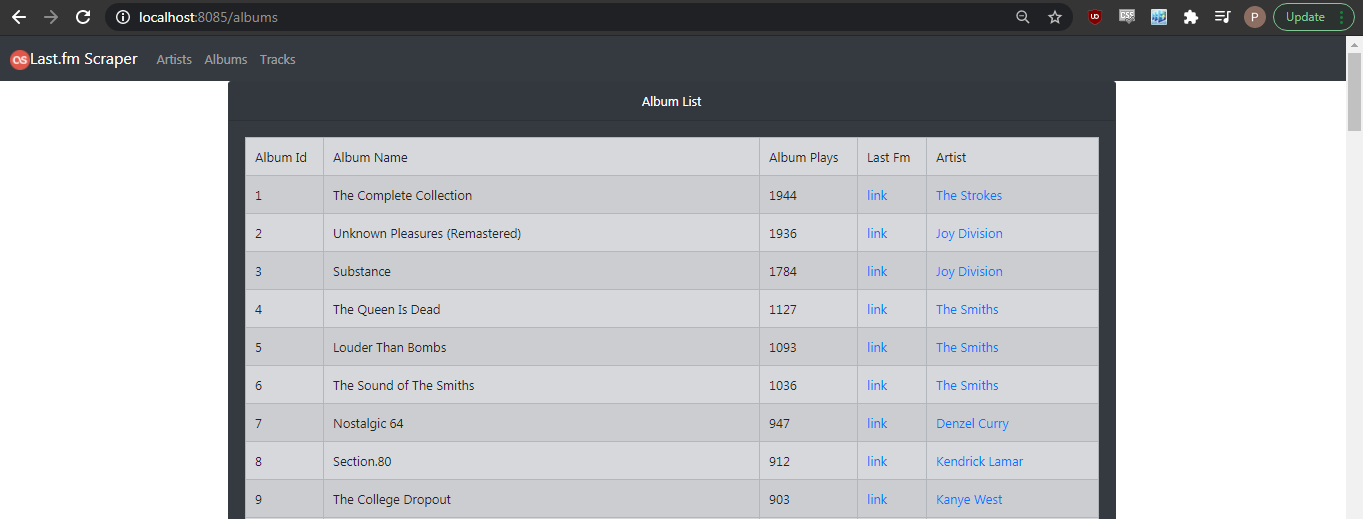 localhost:8085/albums
UD
CSS
P
Update
as Last.fm Scraper Artists Albums Tracks
Album List
Album Id Album Name Album Plays Last Fm Artist
1 The Complete Collection 1944 link The Strokes
2 Unknown Pleasures (Remastered) 1936 link Joy Division
3 Substance 1784 link Joy Division
4 The Queen Is Dead 1127 link The Smiths
5 Louder Than Bombs 1093 link The Smiths
6 The Sound of The Smiths 1036 link The Smiths
7 Nostalgic 64 947 link Denzel Curry
8 Section.80 912 link Kendrick Lamar
9 The College Dropout 903 link Kanye West